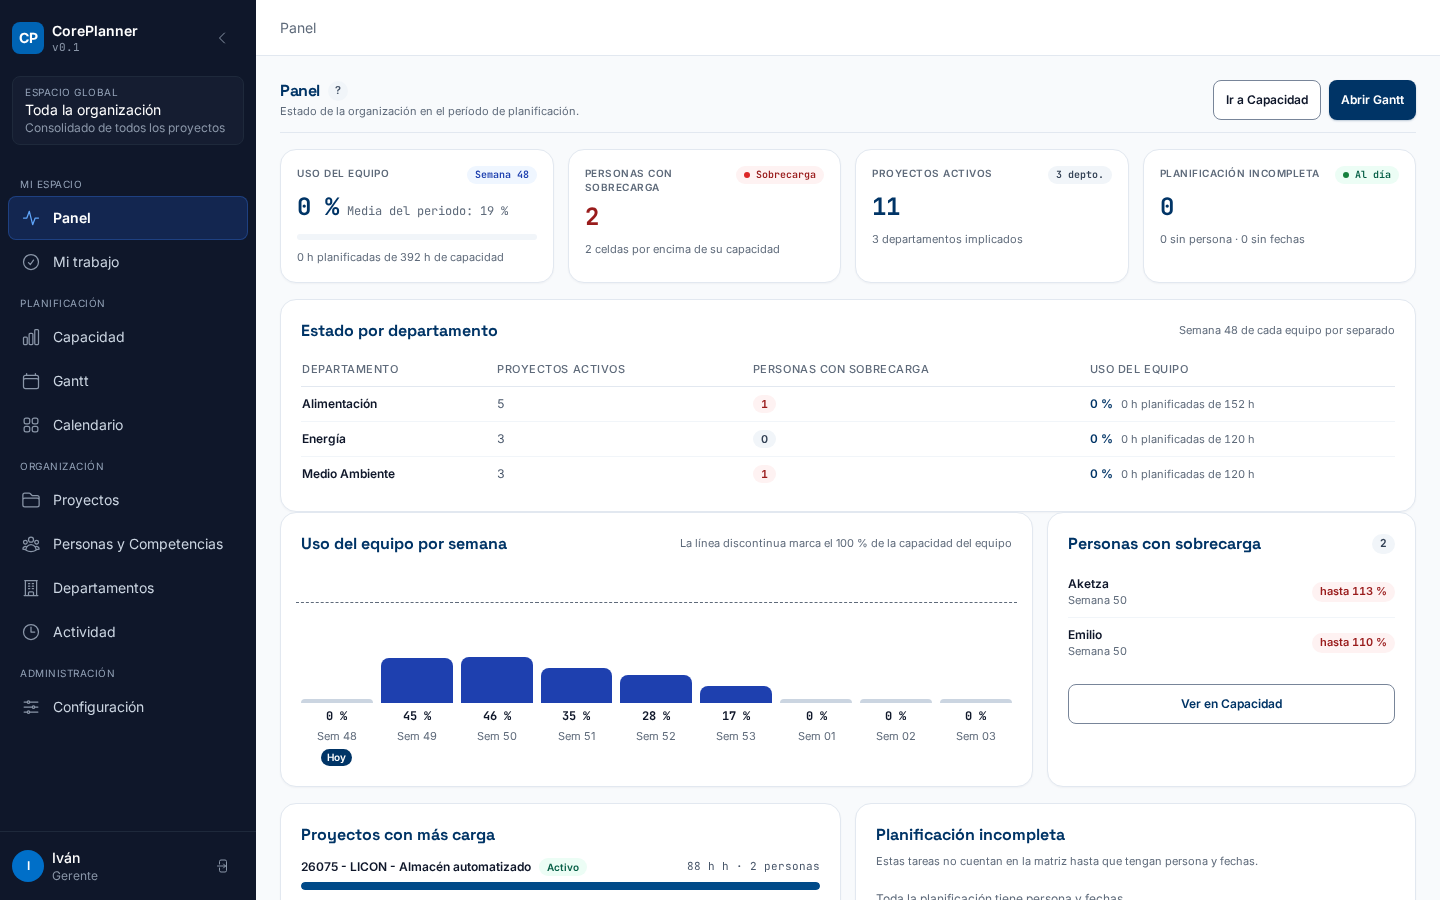 CP
CorePlanner
v0.1
ESPACIO GLOBAL
Toda la organización
Consolidado de todos los proyectos
MI ESPACIO
Panel
Mi trabajo
PLANIFICACIÓN
Capacidad
Gantt
Calendario
ORGANIZACIÓN
Proyectos
Personas y Competencias
Departamentos
Actividad
ADMINISTRACIÓN
Configuración
I
Iván
Gerente
Panel
Panel ?
Estado de la organización en el período de planificación.
Ir a Capacidad
Abrir Gantt
USO DEL EQUIPO
Semana 48
0 % Media del periodo: 19 %
0 h planificadas de 392 h de capacidad
PERSONAS CON
SOBRECARGA
Sobrecarga
2
2 celdas por encima de su capacidad
PROYECTOS ACTIVOS
3 depto.
11
3 departamentos implicados
PLANIFICACIÓN INCOMPLETA
Al día
0
0 sin persona · 0 sin fechas
Estado por departamento
Semana 48 de cada equipo por separado
DEPARTAMENTO PROYECTOS ACTIVOS PERSONAS CON SOBRECARGA USO DEL EQUIPO
Alimentación 5 1 0 % 0 h planificadas de 152 h
Energía 3 0 0 % 0 h planificadas de 120 h
Medio Ambiente 3 1 0 % 0 h planificadas de 120 h
Uso del equipo por semana
La línea discontinua marca el 100 % de la capacidad del equipo
0 % 45 % 46 % 35 % 28 % 17 % 0 % 0 % 0 %
Sem 48 Sem 49 Sem 50 Sem 51 Sem 52 Sem 53 Sem 01 Sem 02 Sem 03
Hoy
Personas con sobrecarga
2
Aketza
Semana 50
hasta 113 %
Emilio
Semana 50
hasta 110 %
Ver en Capacidad
Proyectos con más carga
26075 - LICON - Almacén automatizado Activo 88 h h · 2 personas
Planificación incompleta
Estas tareas no cuentan en la matriz hasta que tengan persona y fechas.
Toda la planificación tiene persona y fechas.